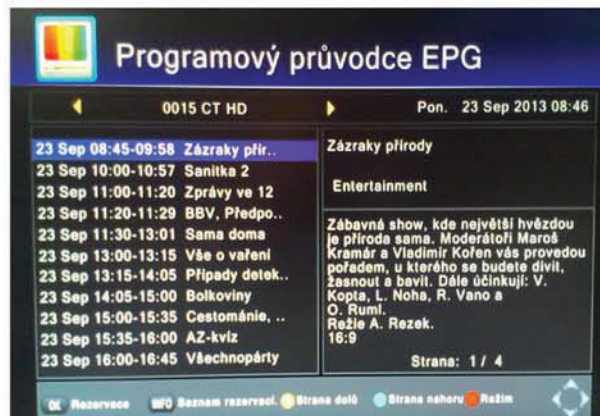 Programový průvodce EPG
0015 CT HD
Pon. 23 Sep 2013 08:46
23 Sep 08:45-09:58 Zázraky přír..
23 Sep 10:00-10:57 Sanitka 2
23 Sep 11:00-11:20 Zprávy ve 12
23 Sep 11:20-11:29 BBV, Předpo..
23 Sep 11:30-13:01 Sama doma
23 Sep 13:00-13:15 Vše o vaření
23 Sep 13:15-14:05 Případy detek..
23 Sep 14:05-15:00 Bolkoviny
23 Sep 15:00-15:35 Cestománie, ..
23 Sep 15:35-16:00 AZ-kvíz
23 Sep 16:00-16:45 Všechnopárty
Zázraky přírody
Entertainment
Zábavná show, kde největší hvězdou
je příroda sama. Moderátoři Maroš
Kramár a Vladimír Kořen vás provedou
pořadem, u kterého se budete divit,
žasnout a bavit. Dále účinkují: V.
Kopta, L. Noha, R. Vano a
O. Ruml.
Režie A. Rezek.
16:9
Strana: 1 / 4
OK Rezervace INFO Seznam rezervací. Strana dolů Strana nahoru Režim